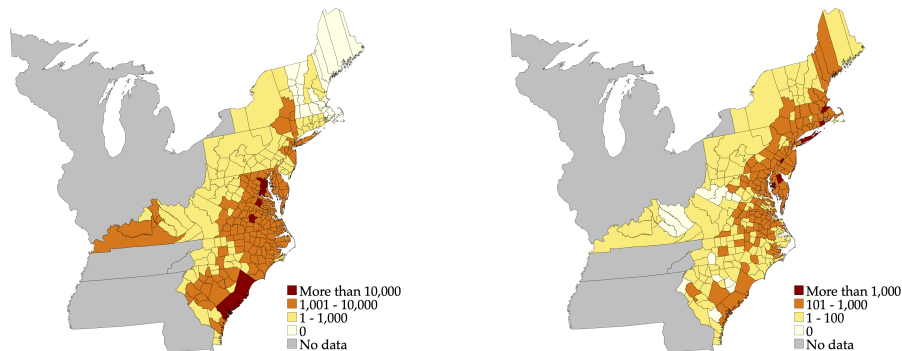 More than 10,000
1,001 - 10,000
1 - 1,000
0
No data
More than 1,000
101 - 1,000
1 - 100
0
No data